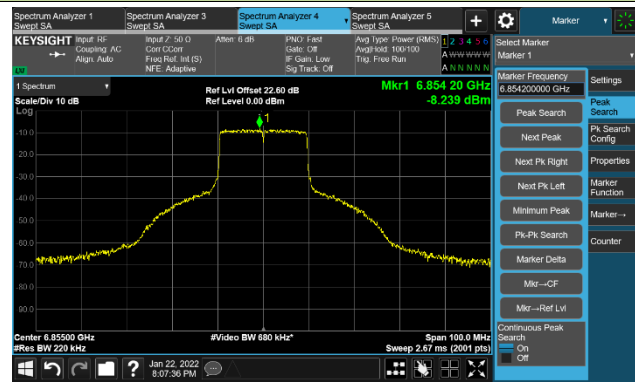 Spectrum Analyzer 1
Swept SA
Spectrum Analyzer 3
Swept SA
Spectrum Analyzer 4
Swept SA
Spectrum Analyzer 5
Swept SA
Marker
KEYSIGHT
Input: RF
Coupling: AC
Align: Auto
Input Z: 50 Ω
Corr CCorr
Freq Ref: Int (S)
NFE: Adaptive
Atten: 6 dB
PNO: Fast
Gate: Off
IF Gain: Low
Sig Track: Off
Avg Type: Power (RMS)
Avg|Hold: 100/100
Trig: Free Run
1 2 3 4 5 6
A W W W W W
A N N N N N
Select Marker
Marker 1
1 Spectrum
Scale/Div 10 dB
Log
Ref Lvl Offset 22.60 dB
Ref Level 0.00 dBm
Mkr1 6.854 20 GHz
-8.239 dBm
1
-10.0
-20.0
-30.0
-40.0
-50.0
-60.0
-70.0
-80.0
-90.0
Center 6.85500 GHz
#Res BW 220 kHz
#Video BW 680 kHz*
Span 100.0 MHz
Sweep 2.67 ms (2001 pts)
Marker Frequency
6.854200000 GHz
Peak Search
Next Peak
Next Pk Right
Next Pk Left
Minimum Peak
Pk-Pk Search
Marker Delta
Mkr→CF
Mkr→Ref Lvl
Continuous Peak
Search
On
Off
Settings
Peak
Search
Pk Search
Config
Properties
Marker
Function
Marker→
Counter
Jan 22, 2022
8:07:36 PM